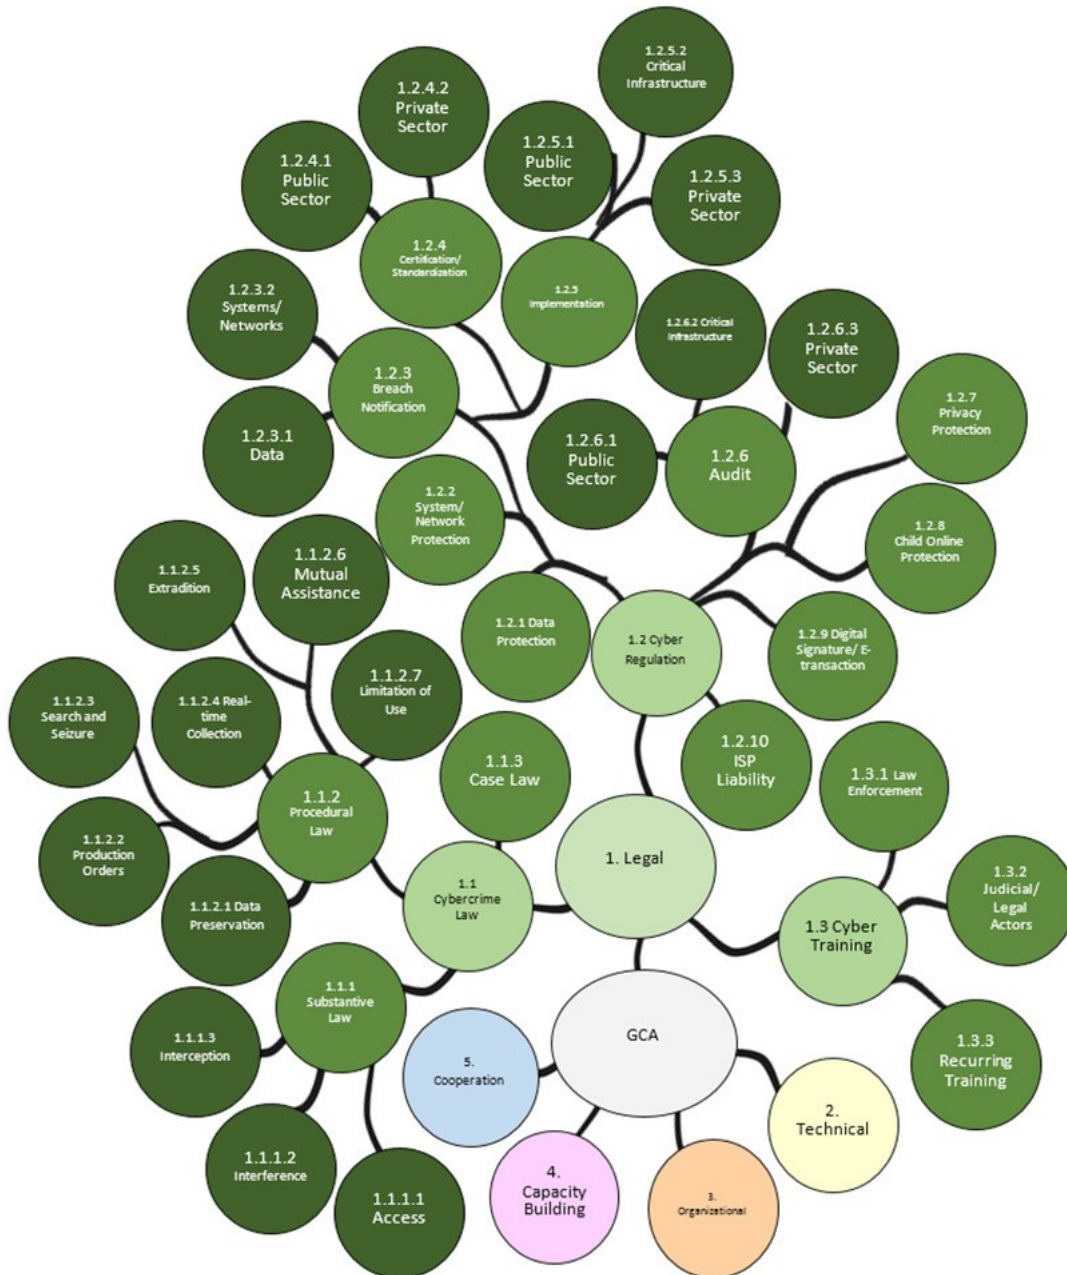 1.2.5.2
Critical
Infrastructure
1.2.4.2
Private
Sector
1.2.5.1
Public
Sector
1.2.4.1
Public
Sector
1.2.5.3
Private
Sector
1.2.4
Certification/
Standardization
1.2.5
Implementation
1.2.3.2
Systems/
Networks
1.2.6.2 Critical
Infrastructure
1.2.6.3
Private
Sector
1.2.3
Breach
Notification
1.2.7
Privacy
Protection
1.2.3.1
Data
1.2.6.1
Public
Sector
1.2.6
Audit
1.2.2
System/
Network
Protection
1.2.8
Child Online
Protection
1.1.2.6
Mutual
Assistance
1.1.2.5
Extradition
1.2.1 Data
Protection
1.2 Cyber
Regulation
1.2.9 Digital
Signature/ E-
transaction
1.1.2.7
Limitation of
Use
1.1.2.3
Search and
Seizure
1.1.2.4 Real-
time
Collection
1.1.3
Case Law
1.2.10
ISP
Liability
1.3.1 Law
Enforcement
1.1.2
Procedural
Law
1.1.2.2
Production
Orders
1. Legal
1.1.2.1 Data
Preservation
1.1
Cybercrime
Law
1.3.2
Judicial/
Legal
Actors
1.3 Cyber
Training
1.1.1
Substantive
Law
1.1.1.3
Interception
GCA
5.
Cooperation
1.3.3
Recurring
Training
2.
Technical
1.1.1.2
Interference
1.1.1.1
Access
4.
Capacity
Building
3.
Organizational